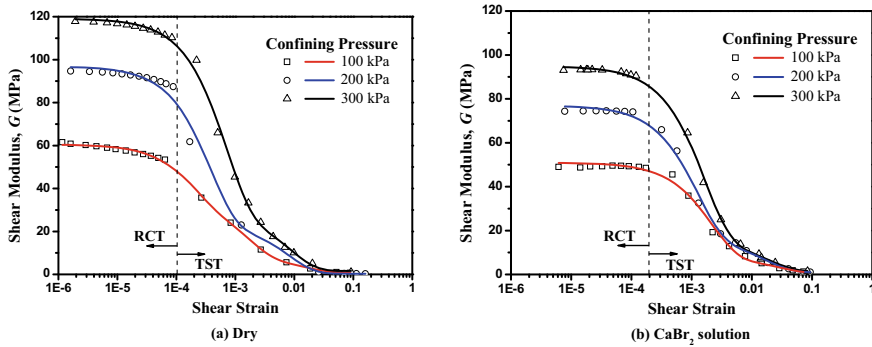 120
100
80
60
40
20
0
Shear Modulus, G (MPa)
Confining Pressure
100 kPa
200 kPa
300 kPa
RCT
TST
1E-6 1E-5 1E-4 1E-3 0.01 0.1 1
Shear Strain
(a) Dry
120
100
80
60
40
20
0
Shear Modulus, G (MPa)
Confining Pressure
100 kPa
200 kPa
300 kPa
RCT
TST
1E-6 1E-5 1E-4 1E-3 0.01 0.1 1
Shear Strain
(b) CaBr₂ solution